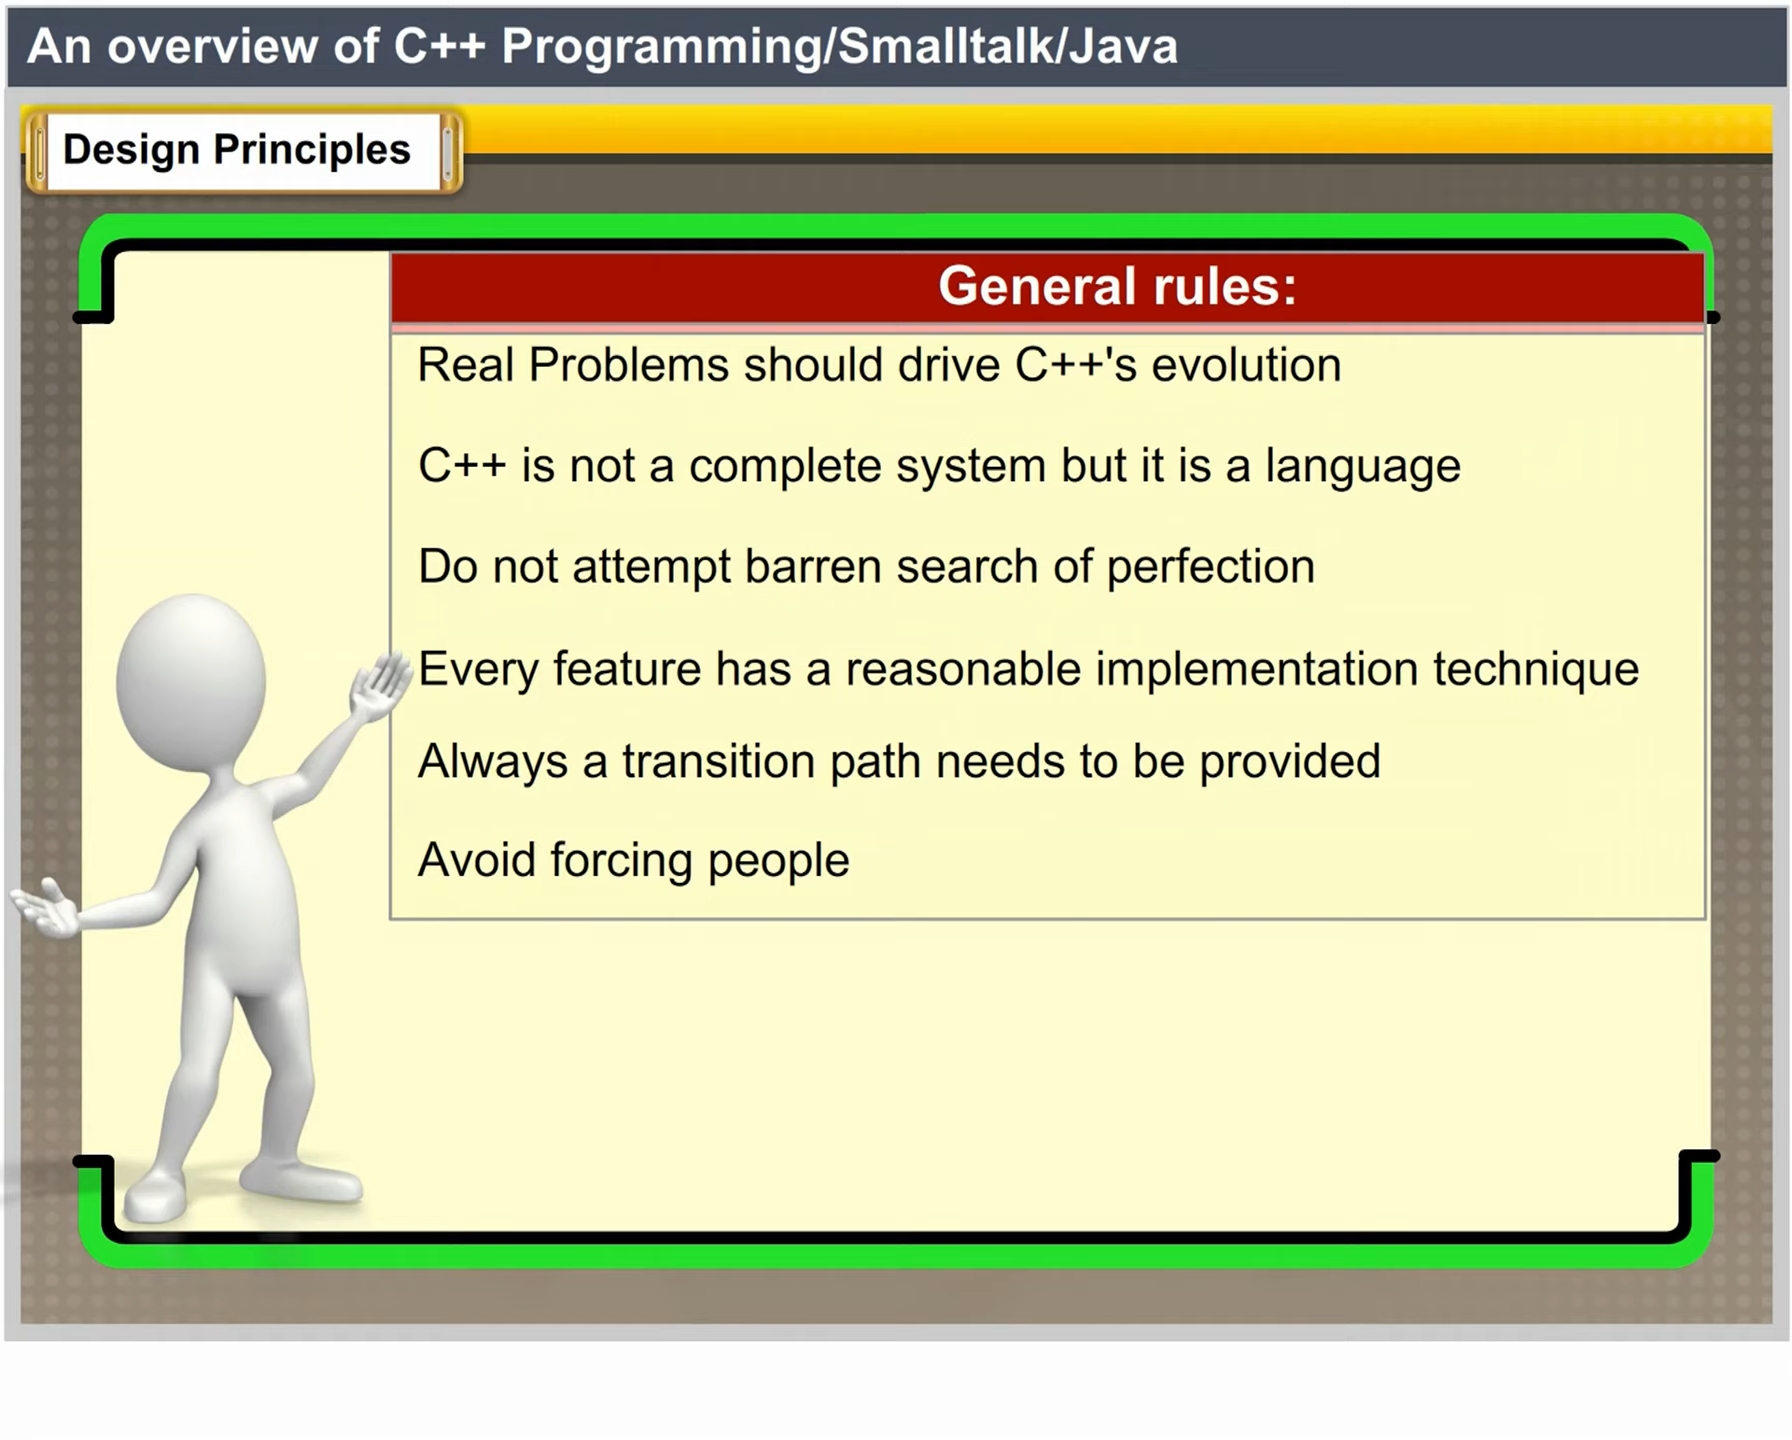 An overview of C++ Programming/Smalltalk/Java
Design Principles
General rules:
Real Problems should drive C++'s evolution
C++ is not a complete system but it is a language
Do not attempt barren search of perfection
Every feature has a reasonable implementation technique
Always a transition path needs to be provided
Avoid forcing people